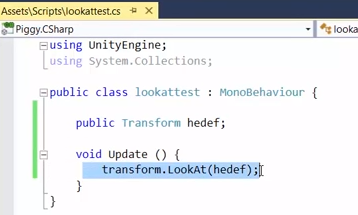 Assets\Scripts\lookattest.cs
Piggy.CSharp
lookattest
using UnityEngine;
using System.Collections;
public class lookattest : MonoBehaviour {
public Transform hedef;
void Update () {
transform.LookAt(hedef);
}
}